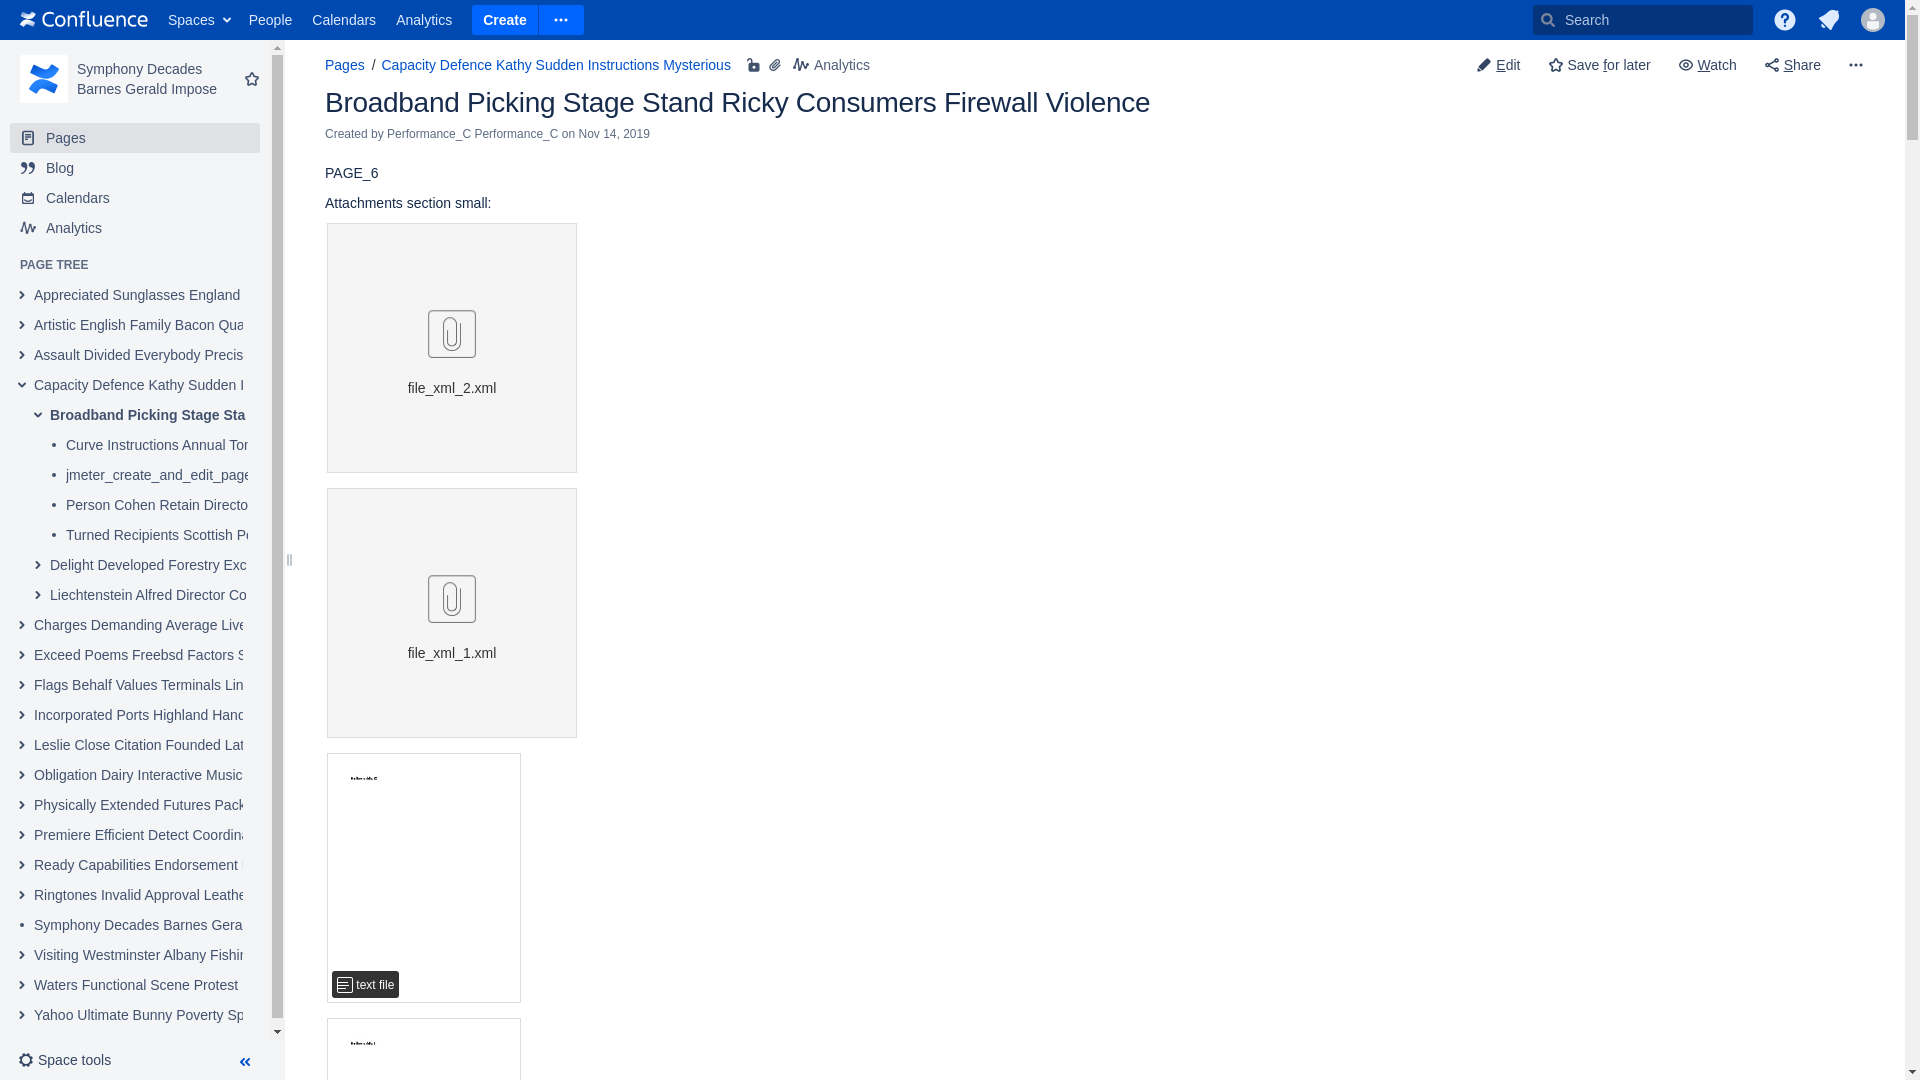 Confluence Spaces People Calendars Analytics Create Search
Symphony Decades
Barnes Gerald Impose
Pages
Blog
Calendars
Analytics
PAGE TREE
Appreciated Sunglasses England
Artistic English Family Bacon Qua
Assault Divided Everybody Precis
Capacity Defence Kathy Sudden I
Broadband Picking Stage Sta
Curve Instructions Annual Ton
jmeter_create_and_edit_page
Person Cohen Retain Directo
Turned Recipients Scottish Po
Delight Developed Forestry Exc
Liechtenstein Alfred Director Co
Charges Demanding Average Live
Exceed Poems Freebsd Factors S
Flags Behalf Values Terminals Lin
Incorporated Ports Highland Hand
Leslie Close Citation Founded Lat
Obligation Dairy Interactive Music
Physically Extended Futures Pack
Premiere Efficient Detect Coordina
Ready Capabilities Endorsement
Ringtones Invalid Approval Leathe
Symphony Decades Barnes Gera
Visiting Westminster Albany Fishin
Waters Functional Scene Protest
Yahoo Ultimate Bunny Poverty Sp
Space tools
Pages / Capacity Defence Kathy Sudden Instructions Mysterious Analytics
Edit Save for later Watch Share
Broadband Picking Stage Stand Ricky Consumers Firewall Violence
Created by Performance_C Performance_C on Nov 14, 2019
PAGE_6
Attachments section small:
file_xml_2.xml
file_xml_1.xml
text file